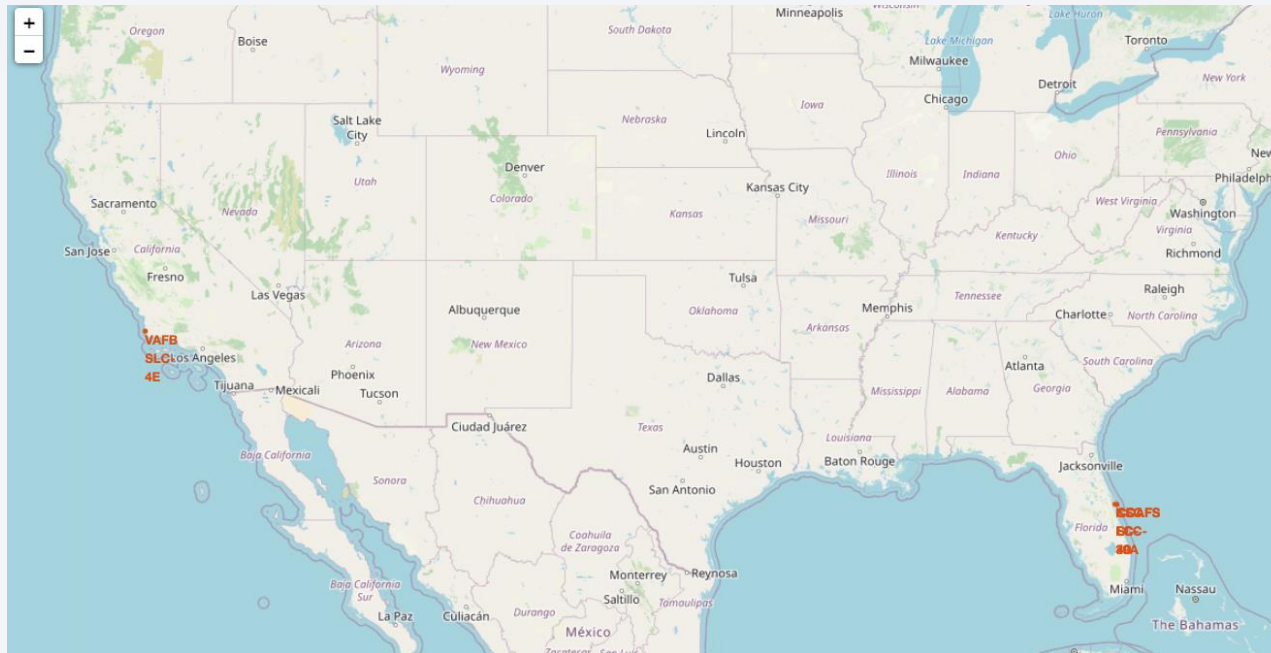 +
−
Minneapolis
Wisconsin
Lake Huron
Oregon
Boise
South Dakota
Toronto
Lake Michigan
Milwaukee
Wyoming
New York
Detroit
Chicago
Iowa
Salt Lake
City
Nebraska
Lincoln
Pennsylvania
New
Ohio
Denver
Utah
Illinois
Indiana
Philadelph
Colorado
Kansas City
Sacramento
Nevada
Kansas
Missouri
West Virginia
Washington
Virginia
San Jose
California
Kentucky
Richmond
Fresno
Las Vegas
Tulsa
Raleigh
Tennessee
Albuquerque
Oklahoma
Memphis
Charlotte
North Carolina
Arkansas
VAFB
SLC-
4E
Los Angeles
Arizona
New Mexico
South Carolina
Atlanta
Phoenix
Dallas
Tijuana
Mexicali
Tucson
Mississippi
Alabama
Georgia
Ciudad Juárez
Texas
Louisiana
Austin
Baja California
Houston
Baton Rouge
Jacksonville
Sonora
San Antonio
Chihuahua
Florida
Coahuila
de Zaragoza
Monterrey
Reynosa
Baja California
Sur
Miami
Nassau
Saltillo
Tamaulipas
La Paz
Culiacán
Durango
The Bahamas
México
Zacatecas